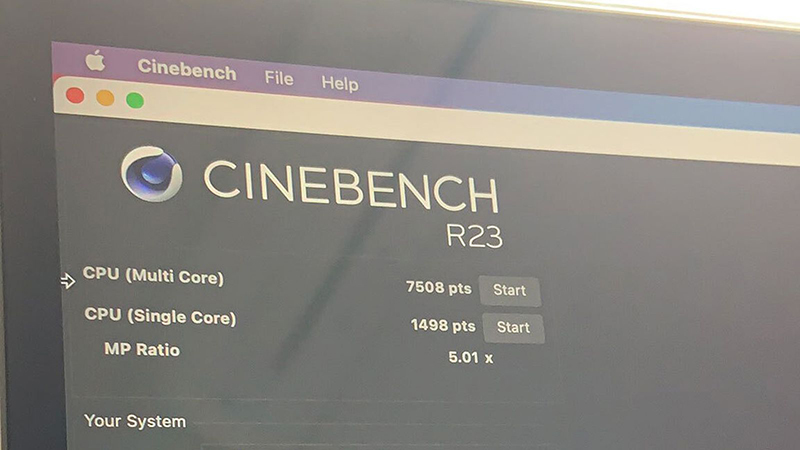 Cinebench File Help
CINEBENCH
R23
CPU (Multi Core) 7508 pts Start
CPU (Single Core) 1498 pts Start
MP Ratio 5.01 x
Your System